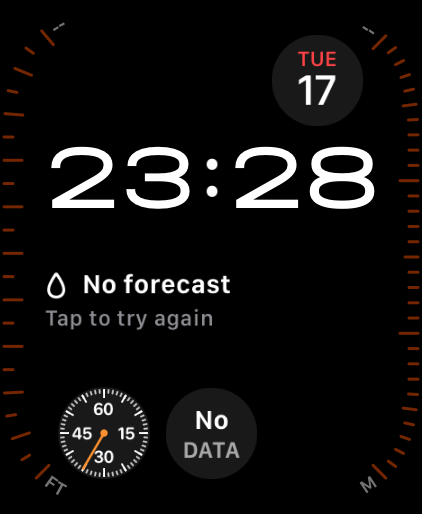 --
--
TUE
17
23:28
No forecast
Tap to try again
60
45 15
30
No
DATA
FT
M